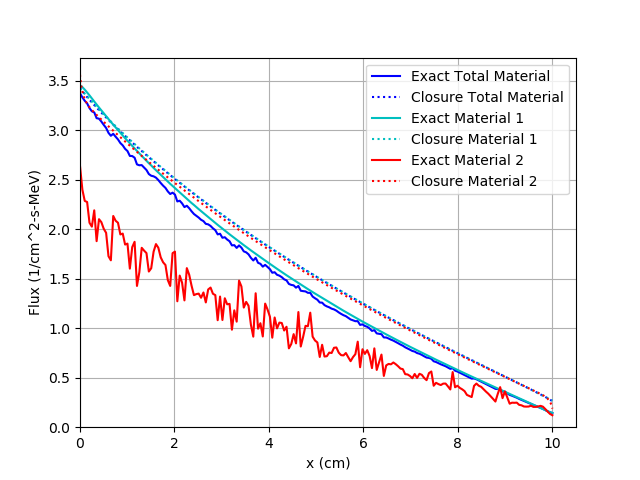 Exact Total Material
Closure Total Material
Exact Material 1
Closure Material 1
Exact Material 2
Closure Material 2
Flux (1/cm^2-s-MeV)
3.5
3.0
2.5
2.0
1.5
1.0
0.5
0.0
0 2 4 6 8 10
x (cm)